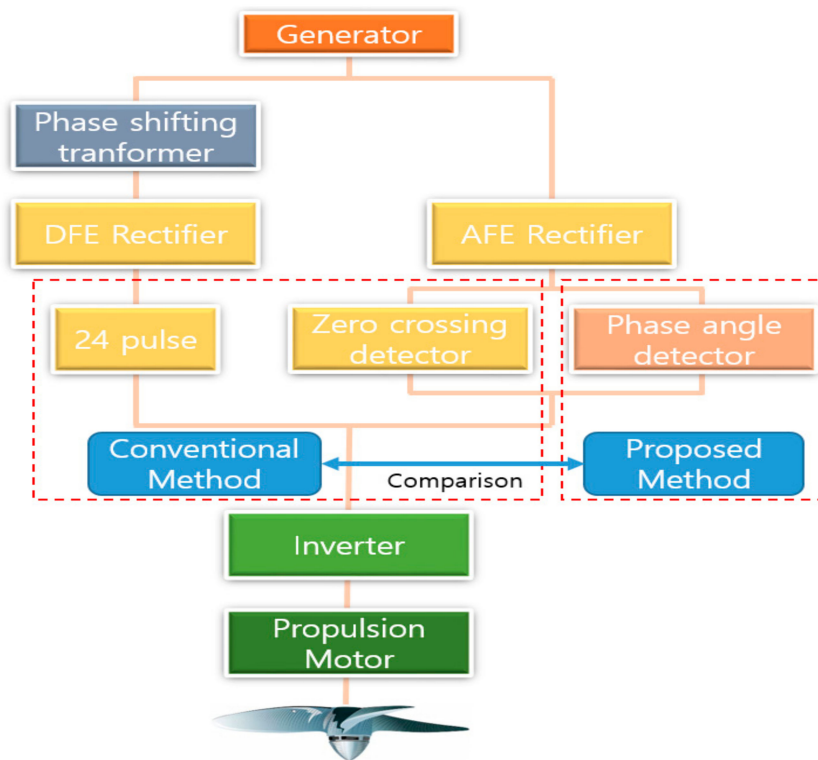 Generator
Phase shifting
tranformer
DFE Rectifier
AFE Rectifier
24 pulse
Zero crossing
detector
Phase angle
detector
Conventional
Method
Comparison
Proposed
Method
Inverter
Propulsion
Motor